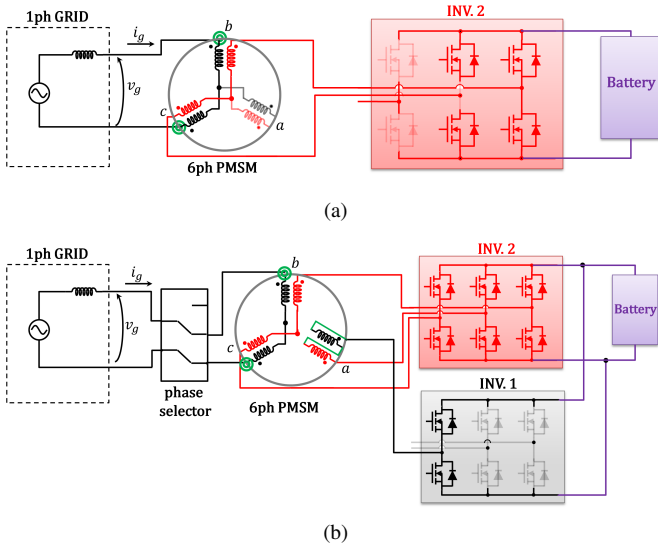 1ph GRID
INV. 2
i_g
b
v_g
Battery
c
a
6ph PMSM
(a)
1ph GRID
INV. 2
i_g
b
v_g
Battery
c
a
phase
selector
6ph PMSM
INV. 1
(b)